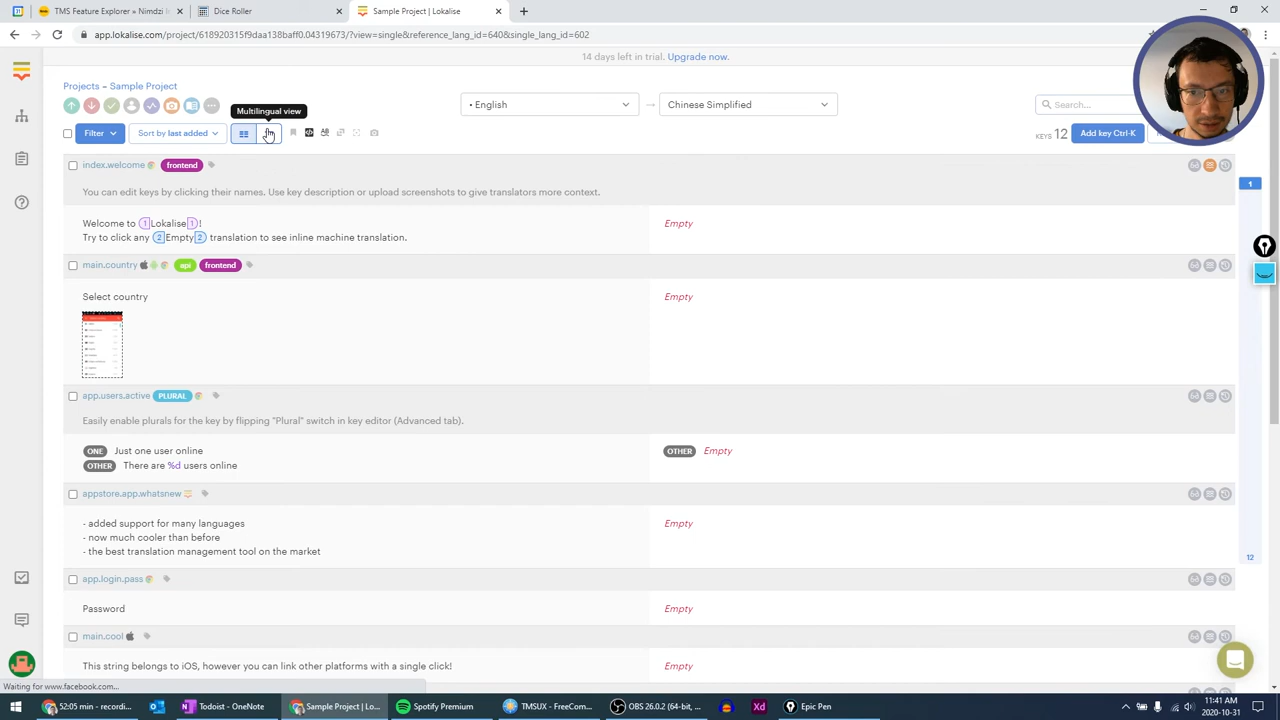 TMS Feature Explorer » Nimdzi I
Dice Roller
Sample Project | Lokalise
app.lokalise.com/project/618920315f9daa138baff0.04319673/?view=single&reference_lang_id=640&single_lang_id=602
14 days left in trial. Upgrade now.
Projects – Sample Project
• English
Chinese Simplified
Search...
Multilingual view
Filter
Sort by last added
KEYS 12
Add key Ctrl-K
index.welcome frontend
You can edit keys by clicking their names. Use key description or upload screenshots to give translators more context.
1
Welcome to 1 Lokalise 1 !
Empty
Try to click any 2 Empty 2 translation to see inline machine translation.
main.country api frontend
Select country
Empty
app.users.active PLURAL
Easily enable plurals for the key by flipping "Plural" switch in key editor (Advanced tab).
ONE Just one user online
OTHER Empty
OTHER There are %d users online
appstore.app.whatsnew
- added support for many languages
Empty
- now much cooler than before
- the best translation management tool on the market
12
app.login.pass
Password
Empty
main.cool
This string belongs to iOS, however you can link other platforms with a single click!
Empty
Waiting for www.facebook.com...
52:05 min - recordi...
Todoist - OneNote
Sample Project | Lo...
Spotify Premium
UNI-K - FreeCom...
OBS 26.0.2 (64-bit, ...
Xd
Epic Pen
11:41 AM
2020-10-31